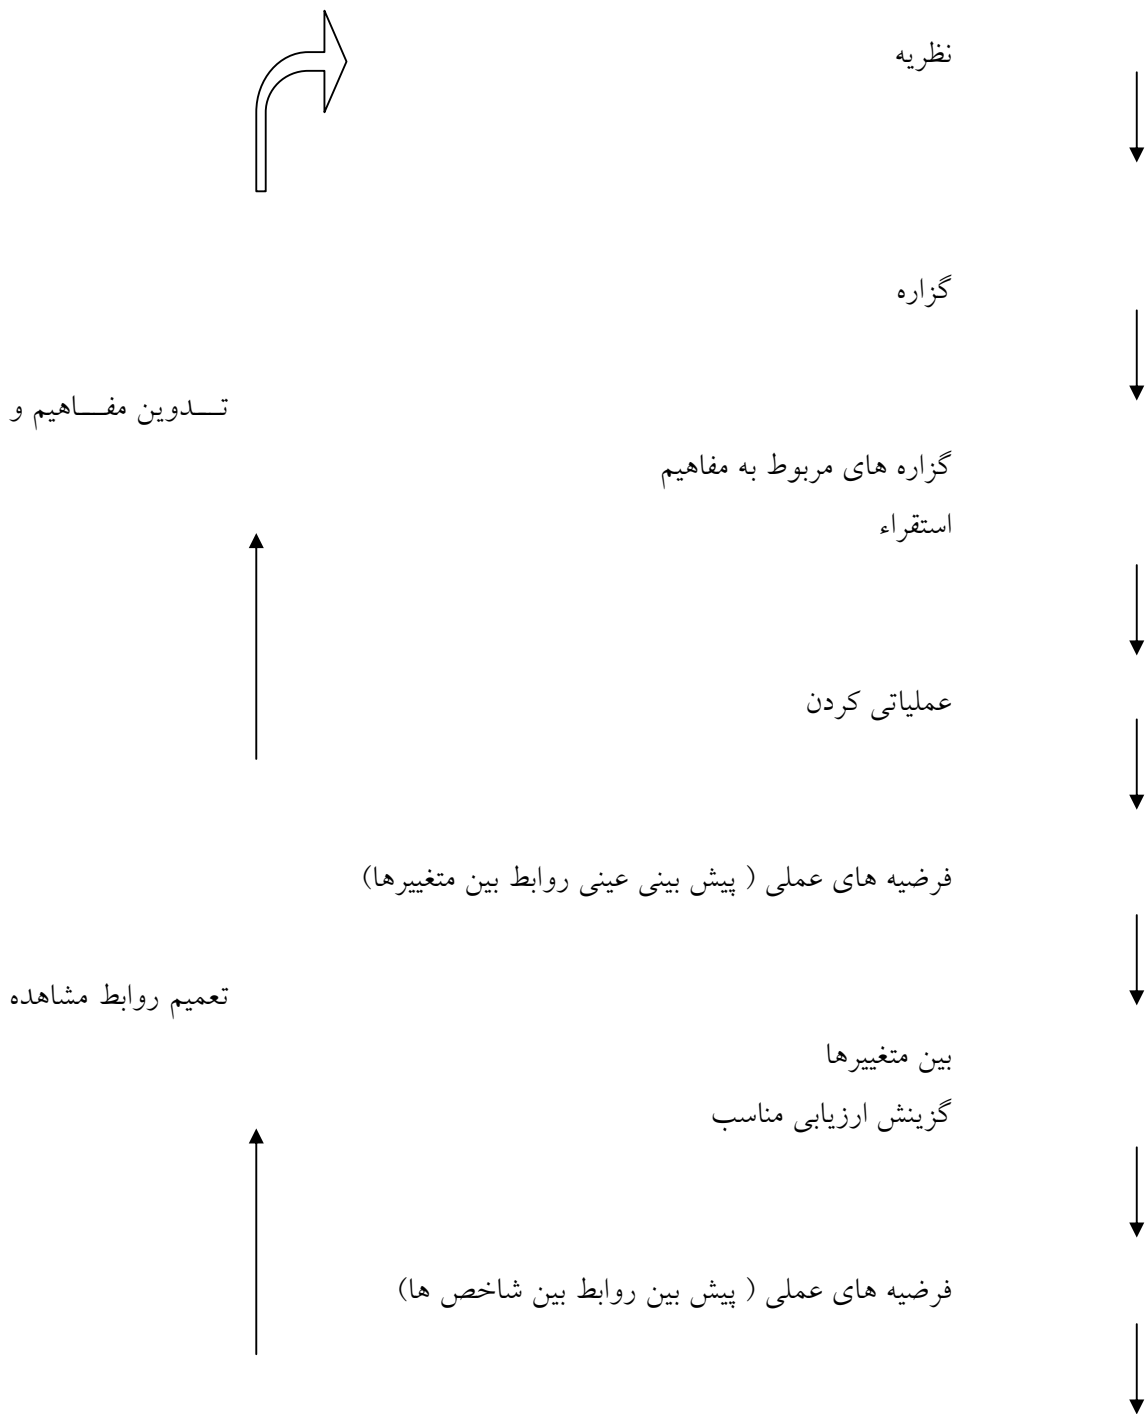 نظریه
گزاره
تـــدوین مفـــاهیم و
گزاره های مربوط به مفاهیم
استقراء
عملیاتی کردن
فرضیه های عملی ( پیش بینی عینی روابط بین متغییرها)
تعمیم روابط مشاهده
بین متغییرها
گزینش ارزیابی مناسب
فرضیه های عملی ( پیش بین روابط بین شاخص ها)